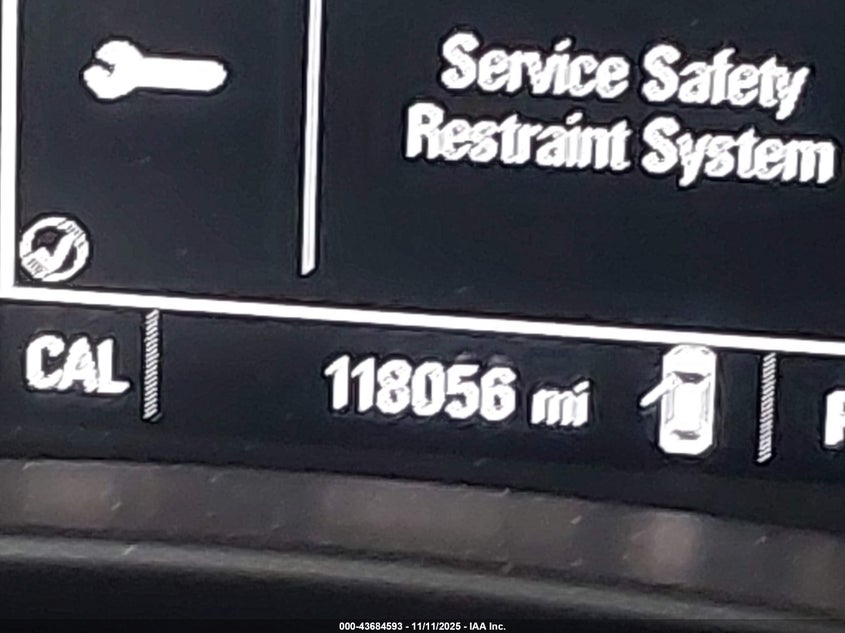 Service Safety
Restraint System
CAL
118056 mi
000-43684593 - 11/11/2025 - IAA Inc.